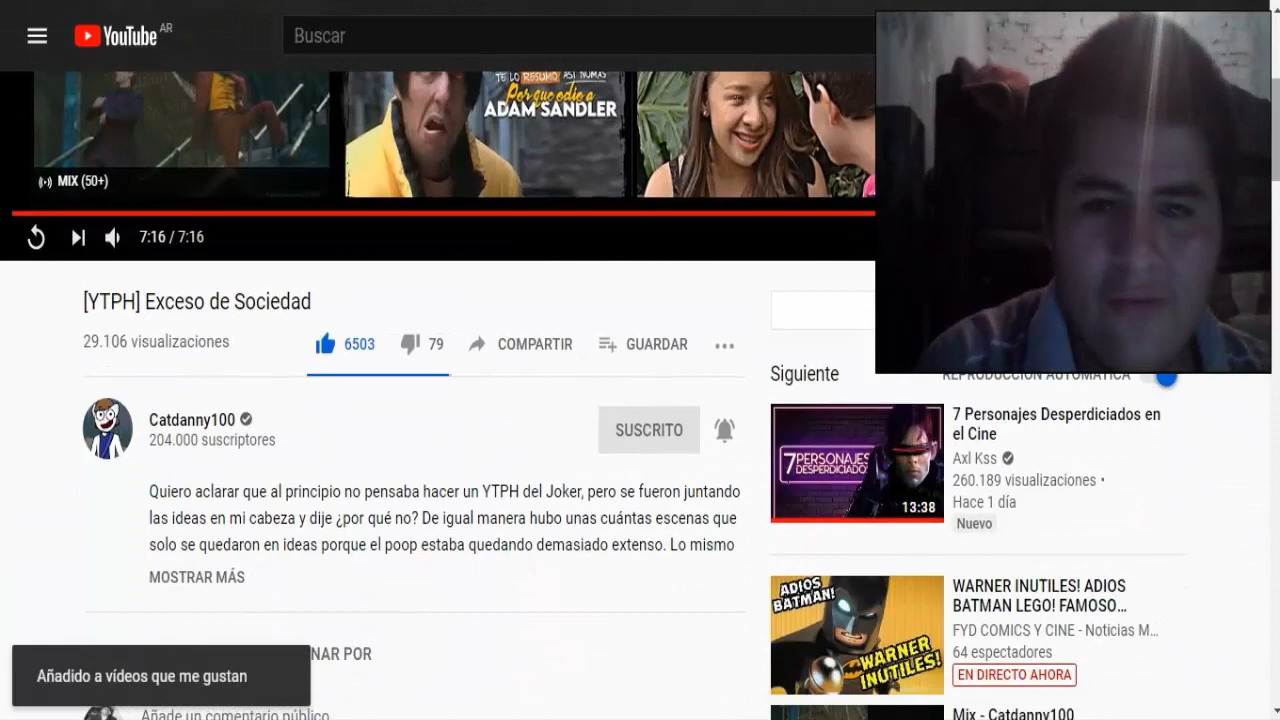 YouTube AR
Buscar
TE LO RESUMO ASÍ NOMÁS
Por que odio a
ADAM SANDLER
MIX (50+)
7:16 / 7:16
[YTPH] Exceso de Sociedad
29.106 visualizaciones
6503
79
COMPARTIR
GUARDAR
Catdanny100
204.000 suscriptores
SUSCRITO
Quiero aclarar que al principio no pensaba hacer un YTPH del Joker, pero se fueron juntando
las ideas en mi cabeza y dije ¿por qué no? De igual manera hubo unas cuántas escenas que
solo se quedaron en ideas porque el poop estaba quedando demasiado extenso. Lo mismo
MOSTRAR MÁS
NAR POR
Añadido a vídeos que me gustan
Añade un comentario público
Siguiente
REPRODUCCIÓN AUTOMÁTICA
7 PERSONAJES
DESPERDICIADOS
13:38
7 Personajes Desperdiciados en
el Cine
Axl Kss
260.189 visualizaciones •
Hace 1 día
Nuevo
ADIOS
BATMAN!
WARNER
INUTILES!
WARNER INUTILES! ADIOS
BATMAN LEGO! FAMOSO...
FYD COMICS Y CINE - Noticias M...
64 espectadores
EN DIRECTO AHORA
Mix - Catdanny100